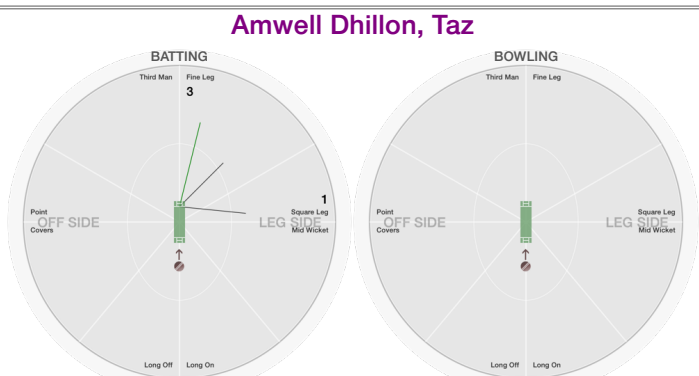 Amwell Dhillon, Taz
BATTING
Third Man Fine Leg
3
1
Point
OFF SIDE
Covers
Square Leg
LEG SIDE
Mid Wicket
Long Off Long On
BOWLING
Third Man Fine Leg
Point
OFF SIDE
Covers
Square Leg
LEG SIDE
Mid Wicket
Long Off Long On